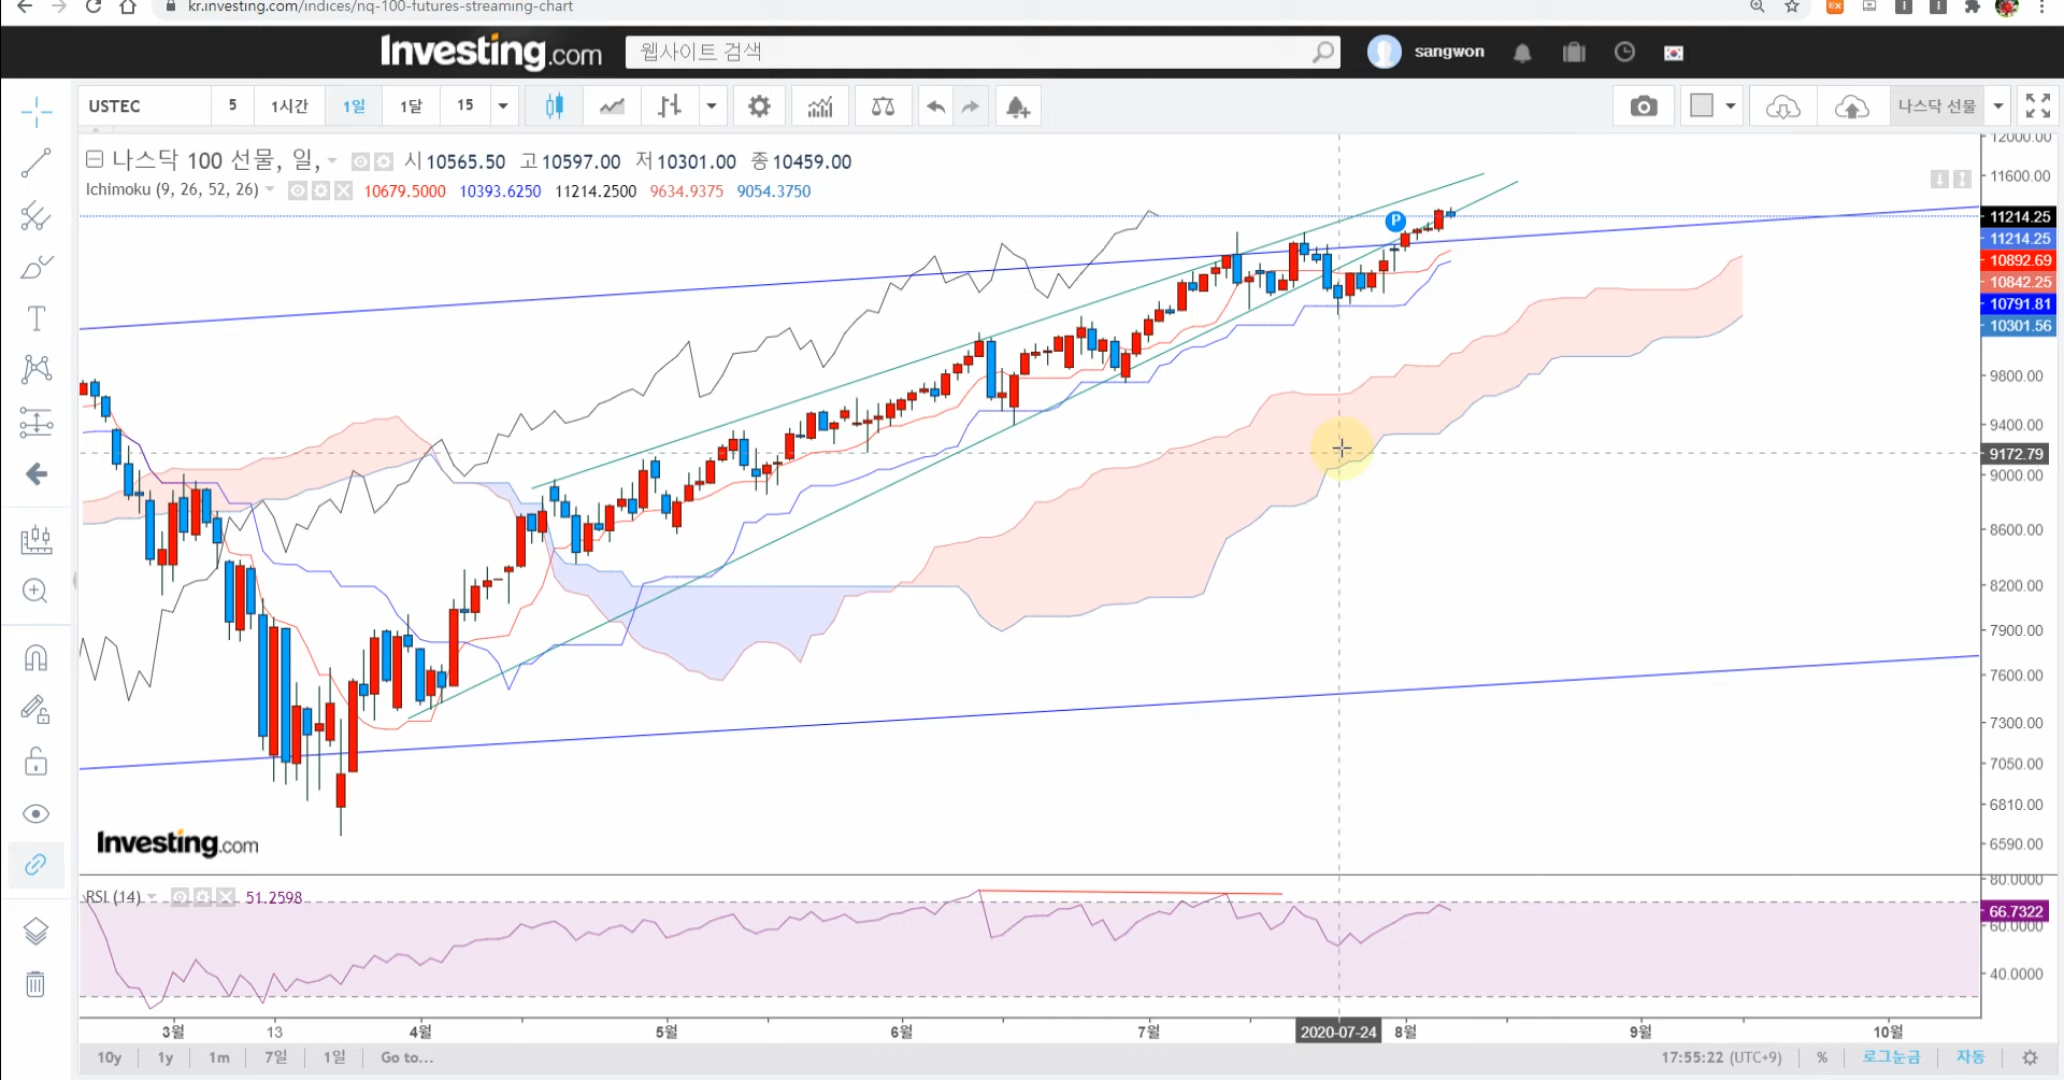 kr.investing.com/indices/nq-100-futures-streaming-chart
Investing.com
웹사이트 검색
sangwon
USTEC 5 1시간 1일 1달 15
나스닥 선물
나스닥 100 선물, 일, 시 10565.50 고 10597.00 저 10301.00 종 10459.00
Ichimoku (9, 26, 52, 26) 10679.5000 10393.6250 11214.2500 9634.9375 9054.3750
P
12000.00
11600.00
11214.25
11214.25
10892.69
10842.25
10791.81
10301.56
9800.00
9400.00
9172.79
9000.00
8600.00
8200.00
7900.00
7600.00
7300.00
7050.00
6810.00
6590.00
Investing.com
RSI (14) 51.2598
80.0000
66.7322
60.0000
40.0000
3월 13 4월 5월 6월 7월 2020-07-24 8월 9월 10월
10y 1y 1m 7일 1일 Go to... 17:55:22 (UTC+9) % 로그눈금 자동